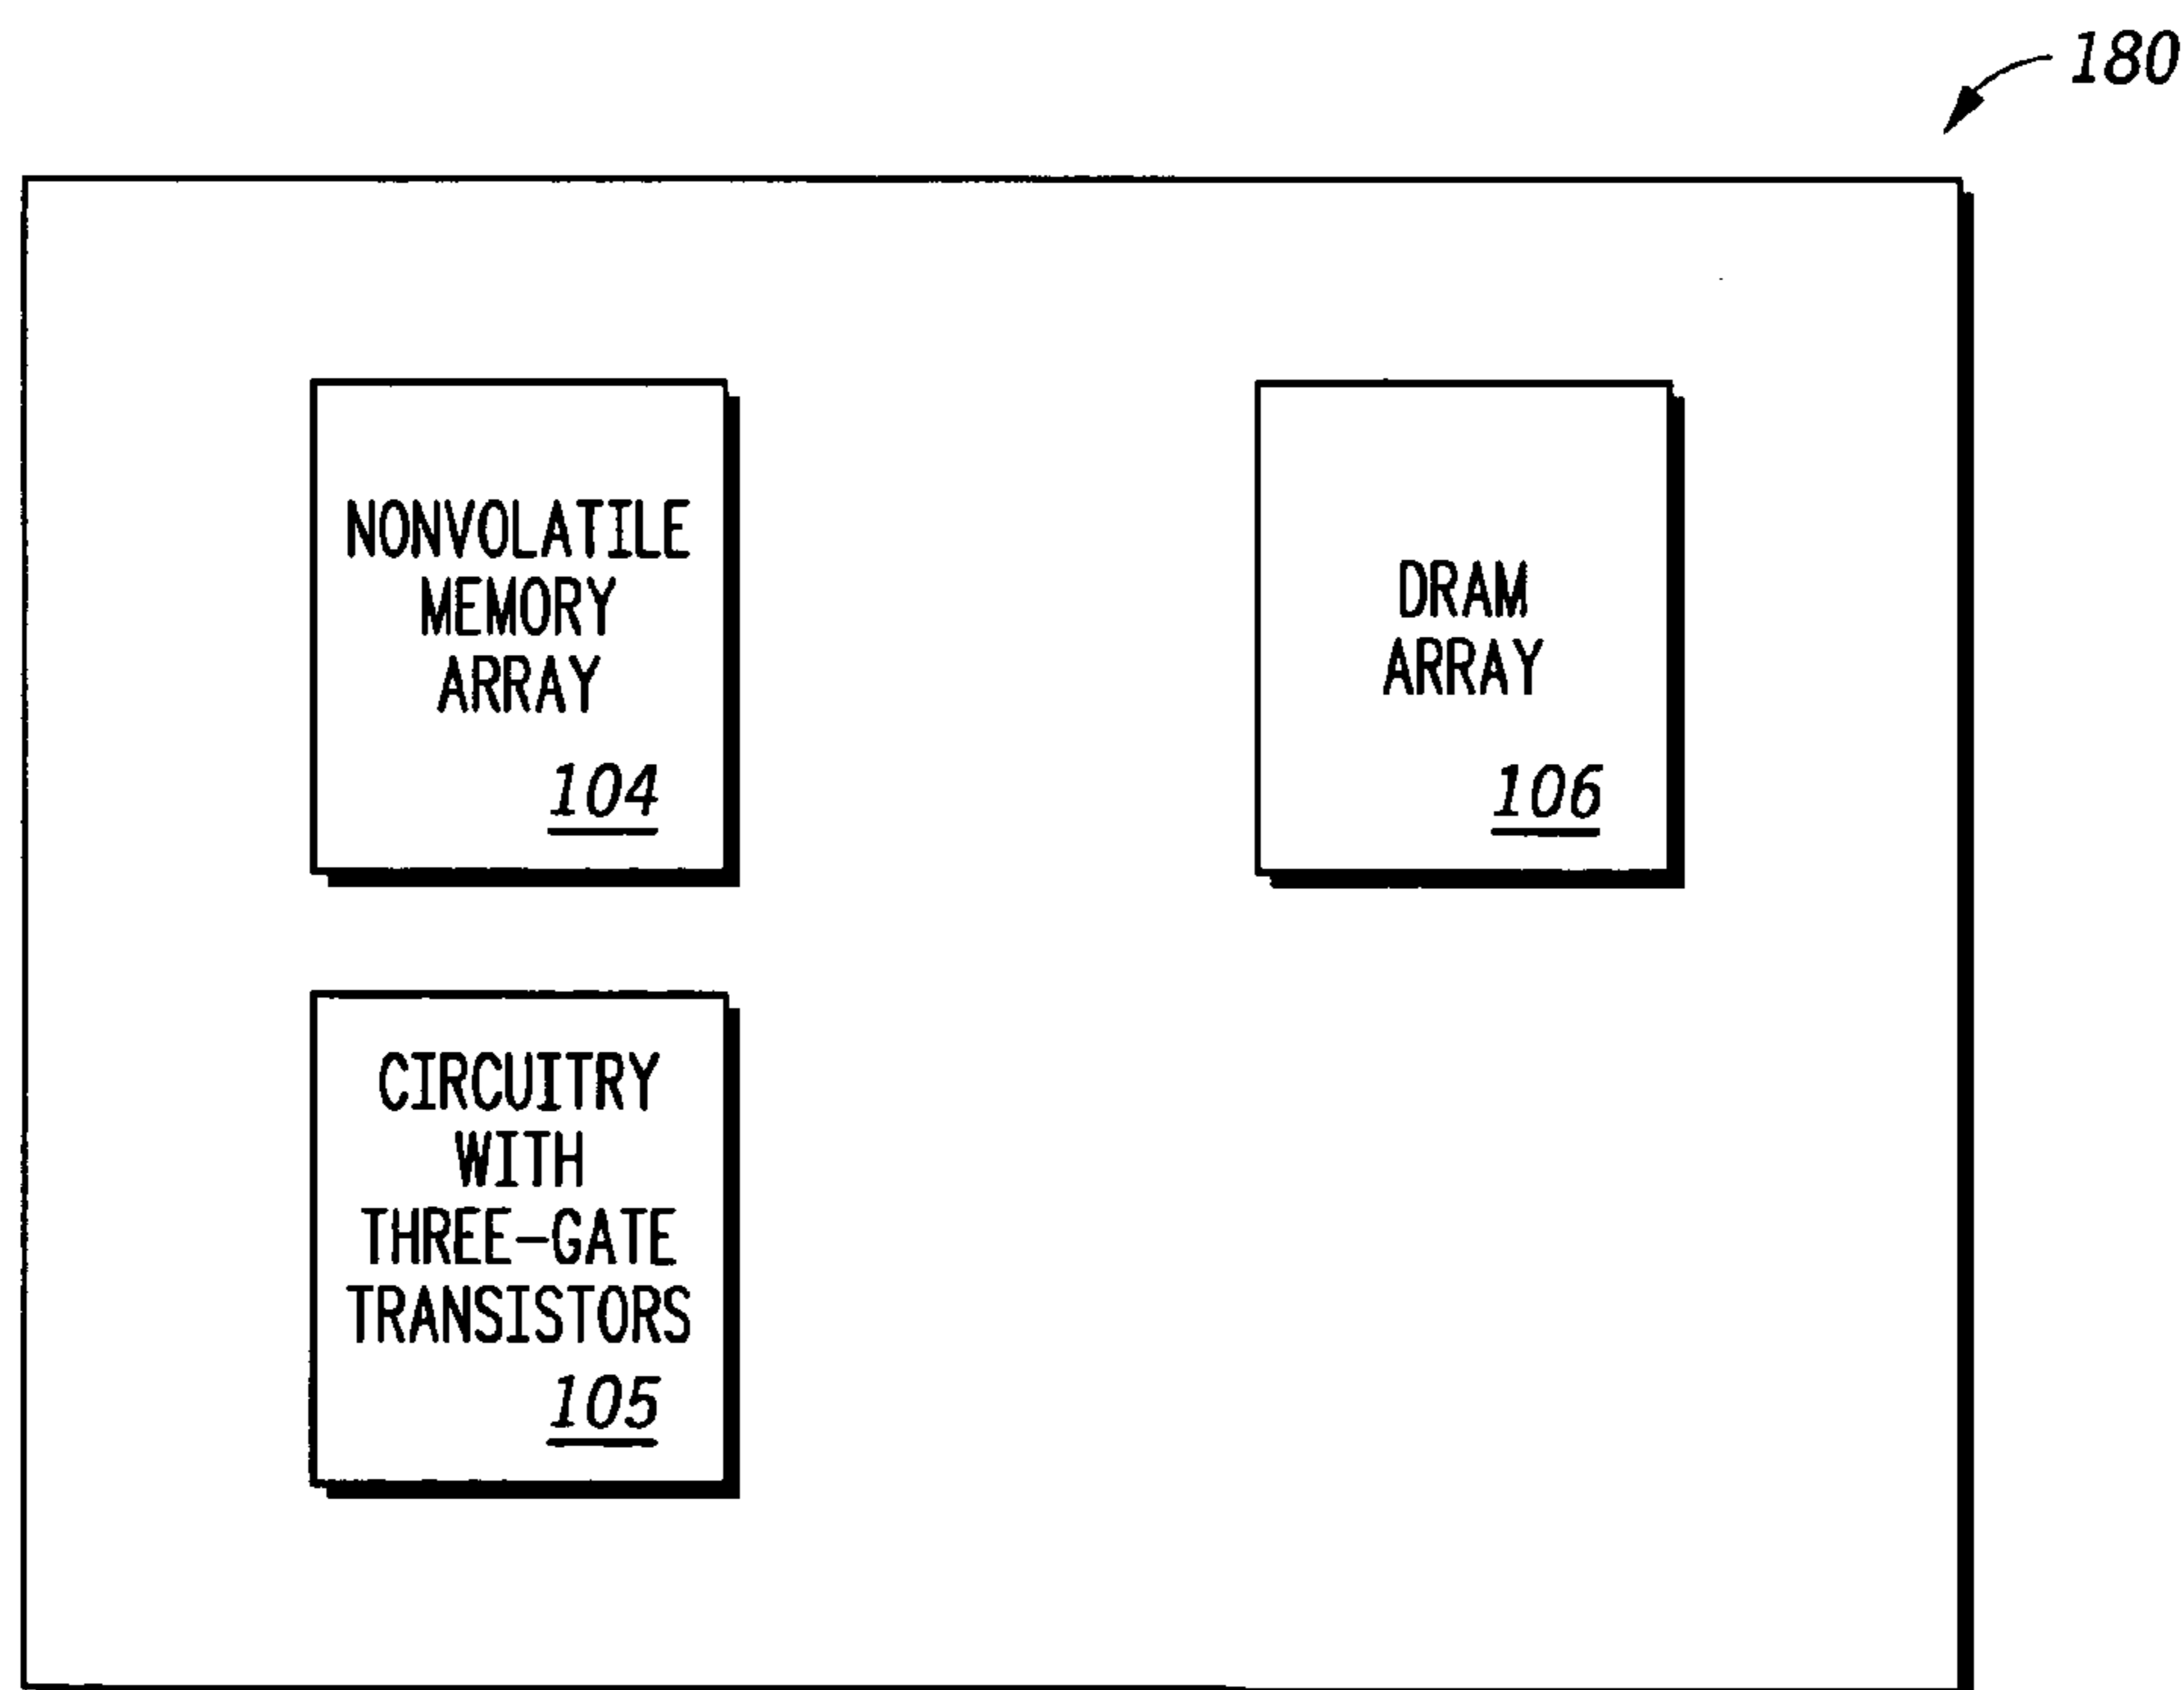 180
NONVOLATILE
MEMORY
ARRAY
104
DRAM
ARRAY
106
CIRCUITRY
WITH
THREE-GATE
TRANSISTORS
105